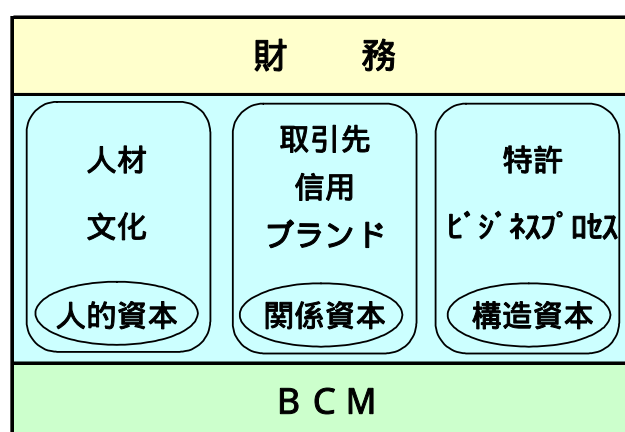 財　　務
人材
文化
人的資本
取引先
信用
ブランド
関係資本
特許
ﾋﾞｼﾞﾈｽﾌﾟﾛｾｽ
構造資本
ＢＣＭ